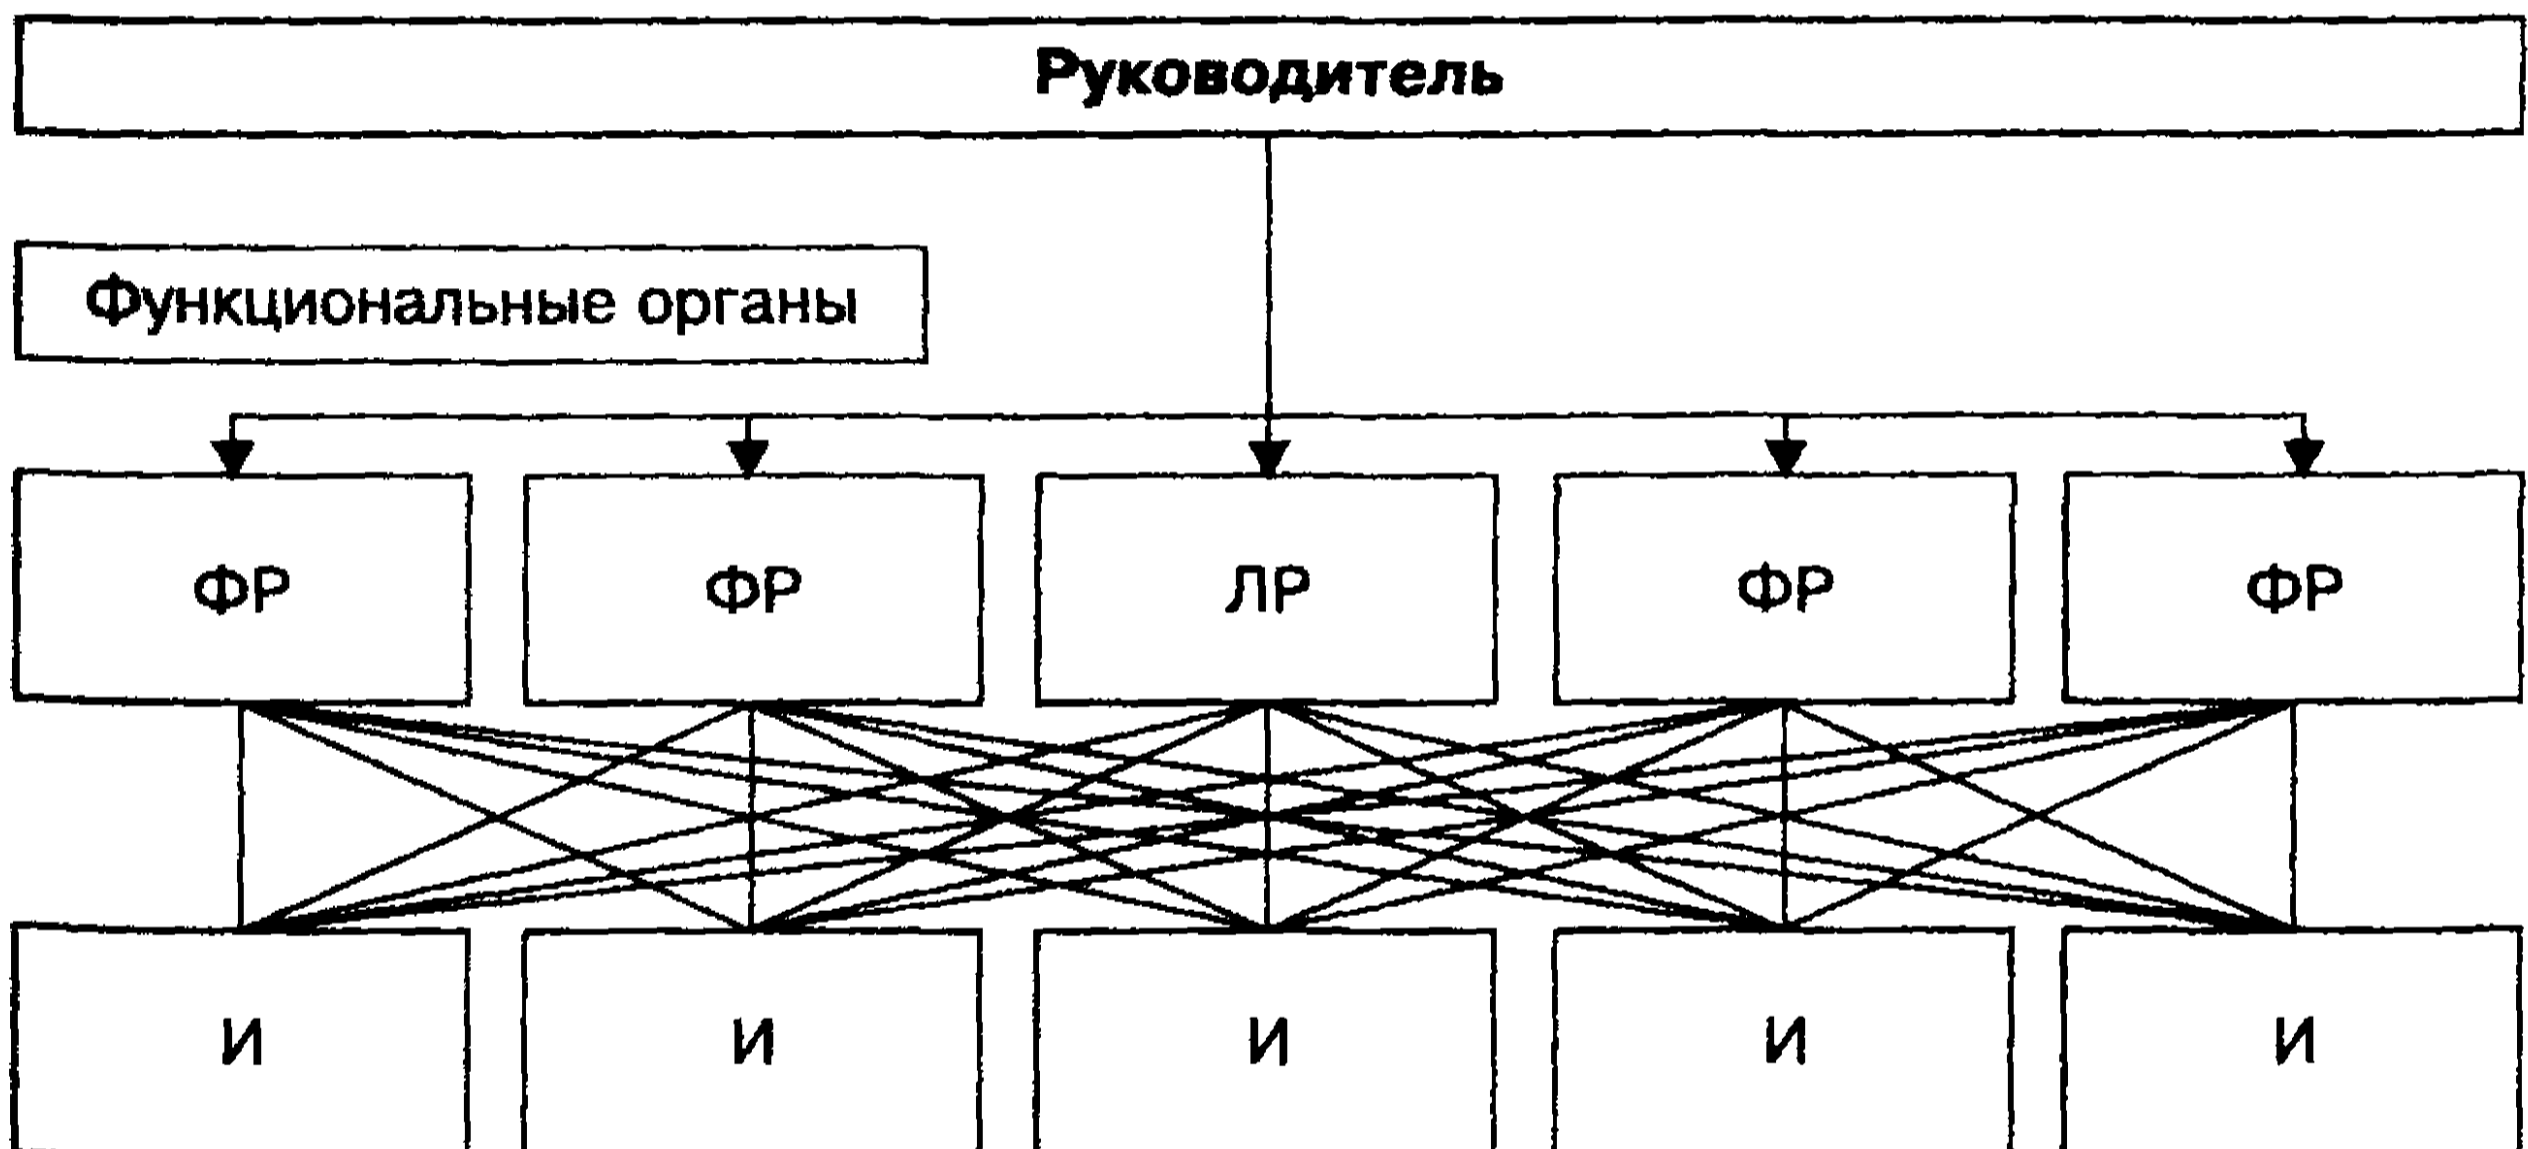 Руководитель
Функциональные органы
ФР ФР ЛР ФР ФР
И И И И И